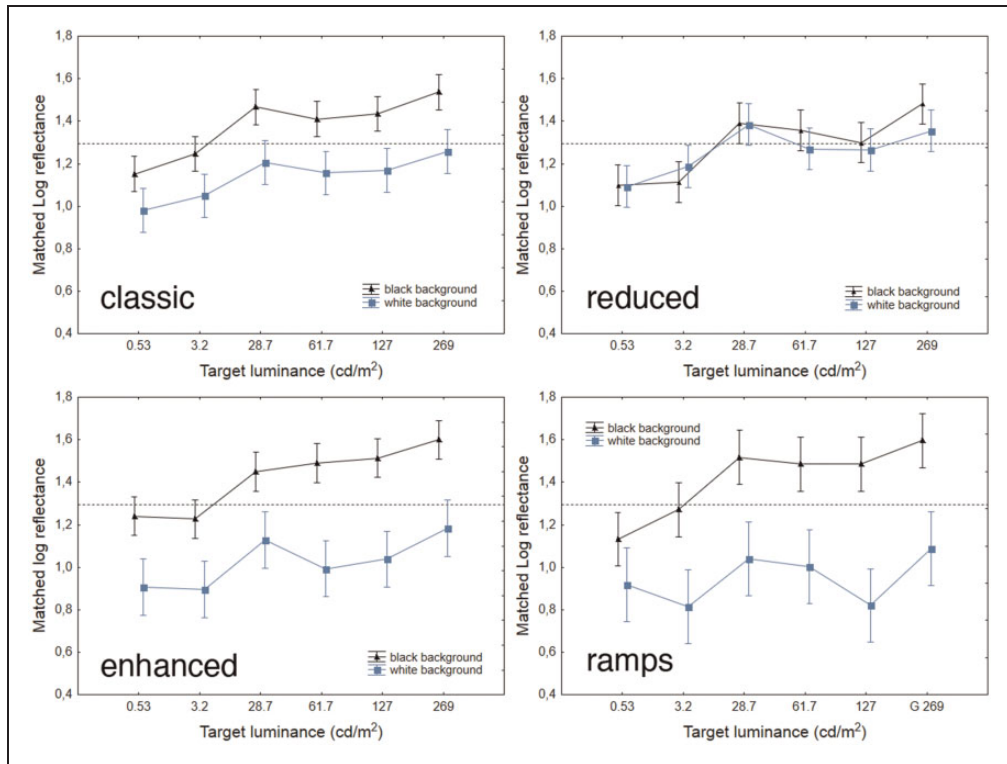 1,8
1,6
1,4
1,2
1,0
0,8
0,6
0,4
Matched Log reflectance
classic
black background
white background
0.53 3.2 28.7 61.7 127 269
Target luminance (cd/m²)
1,8
1,6
1,4
1,2
1,0
0,8
0,6
0,4
Matched Log reflectance
reduced
black background
white background
0.53 3.2 28.7 61.7 127 269
Target luminance (cd/m²)
1,8
1,6
1,4
1,2
1,0
0,8
0,6
0,4
Matched log reflectance
enhanced
black background
white background
0.53 3.2 28.7 61.7 127 269
Target luminance (cd/m²)
1,8
1,6
1,4
1,2
1,0
0,8
0,6
0,4
Matched Log reflectance
black background
white background
ramps
0.53 3.2 28.7 61.7 127 G 269
Target luminance (cd/m²)